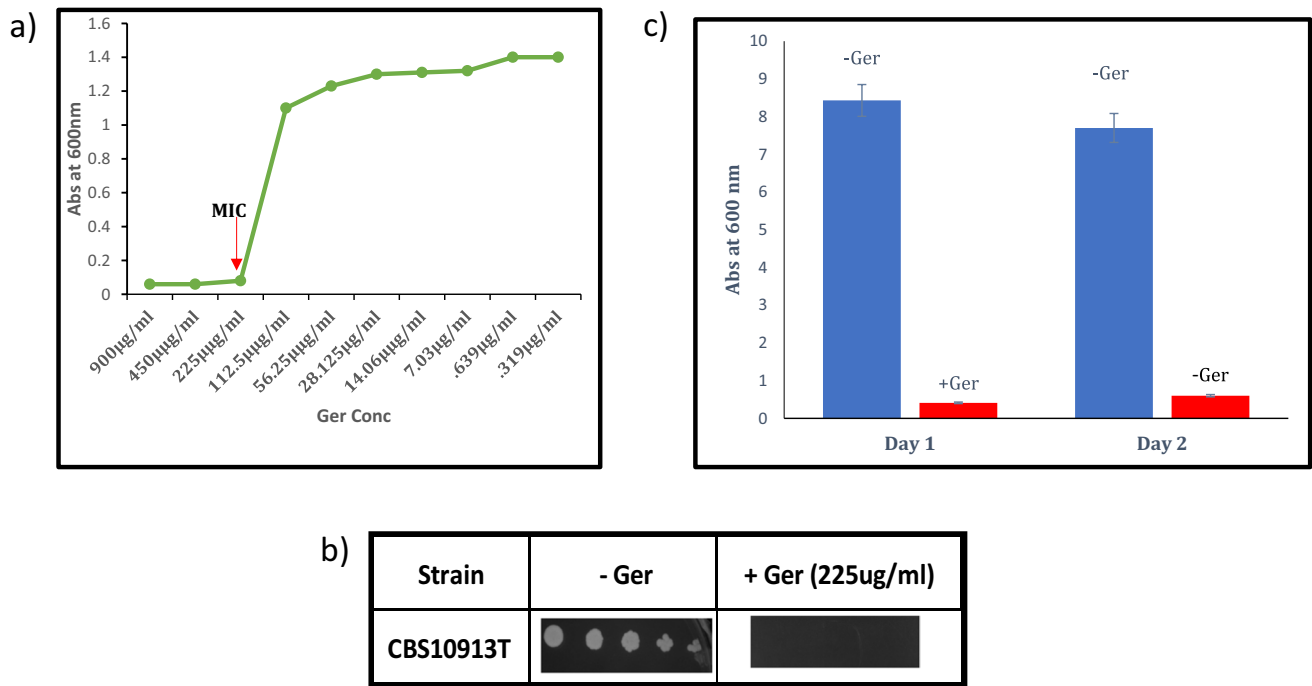 a)
1.6
1.4
1.2
1
0.8
0.6
0.4
0.2
0
Abs at 600nm
MIC
900µg/ml
450µµg/ml
225µµg/ml
112.5µµg/ml
56.25µg/ml
28.125µg/ml
14.06µµg/ml
7.03µg/ml
.639µg/ml
.319µg/ml
Ger Conc
c)
10
9
8
7
6
5
4
3
2
1
0
Abs at 600 nm
-Ger
+Ger
-Ger
-Ger
Day 1
Day 2
b)
Strain
- Ger
+ Ger (225ug/ml)
CBS10913T